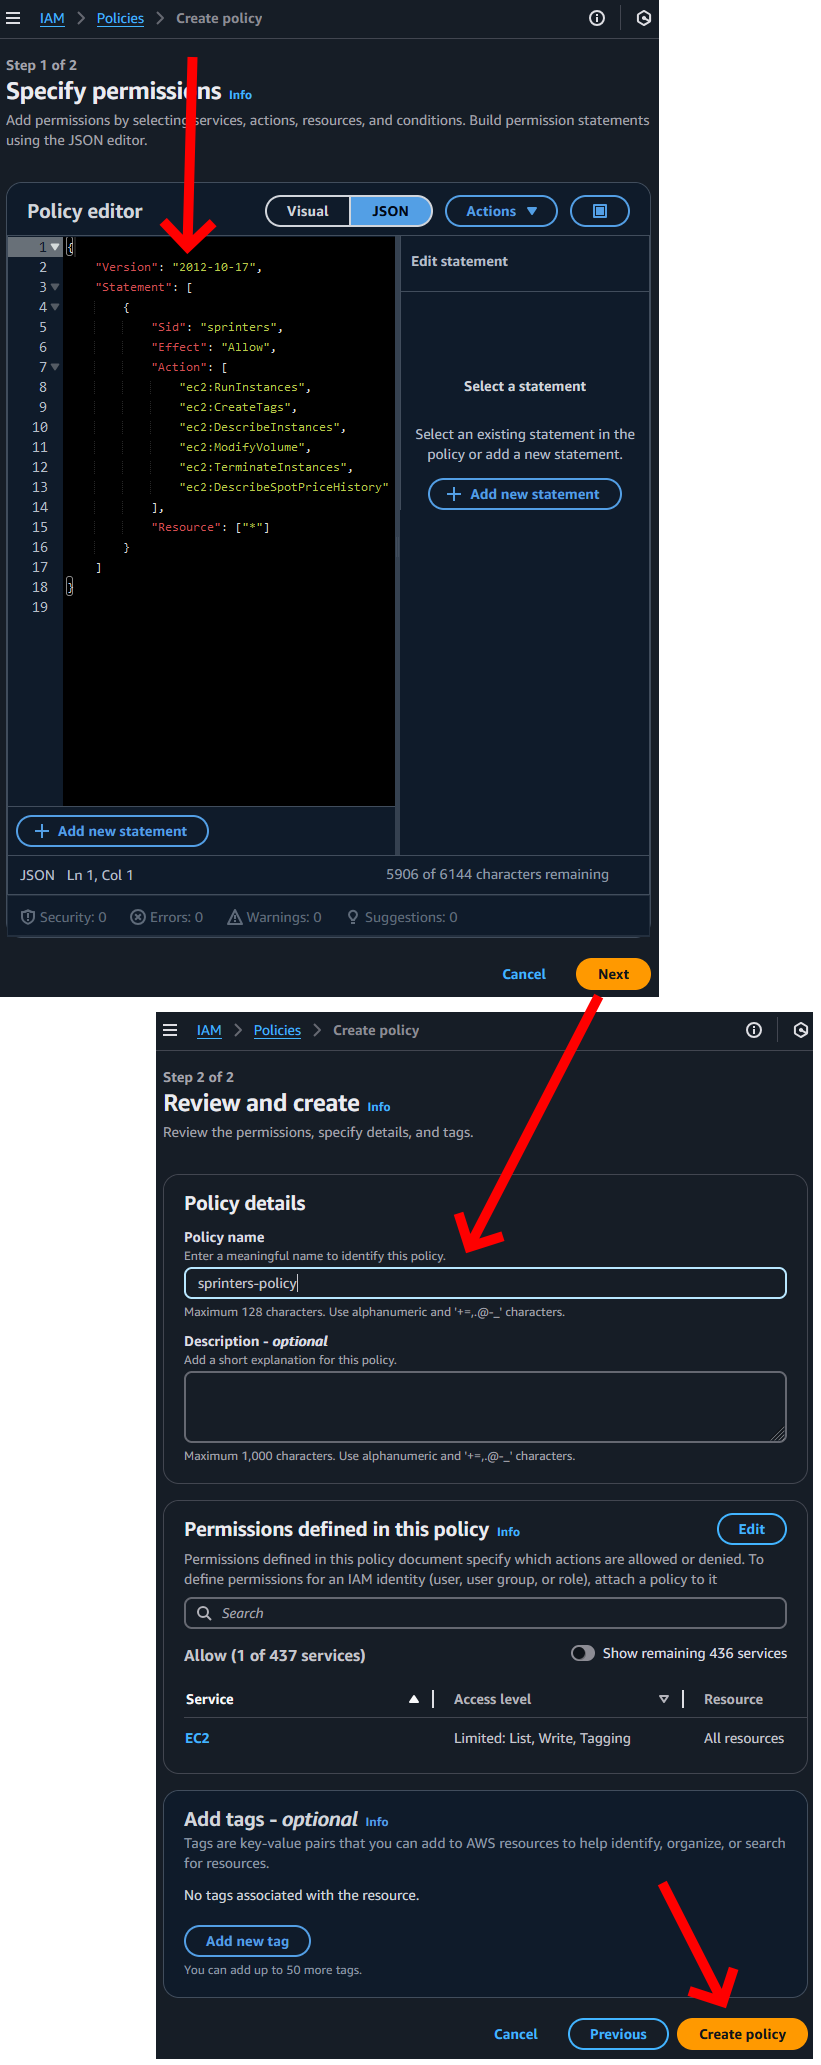 IAM > Policies > Create policy
Step 1 of 2
Specify permissions Info
Add permissions by selecting services, actions, resources, and conditions. Build permission statements
using the JSON editor.
Policy editor
Visual JSON Actions
1 {
2 "Version": "2012-10-17",
3 "Statement": [
4 {
5 "Sid": "sprinters",
6 "Effect": "Allow",
7 "Action": [
8 "ec2:RunInstances",
9 "ec2:CreateTags",
10 "ec2:DescribeInstances",
11 "ec2:ModifyVolume",
12 "ec2:TerminateInstances",
13 "ec2:DescribeSpotPriceHistory"
14 ],
15 "Resource": ["*"]
16 }
17 ]
18 }
19
Edit statement
Select a statement
Select an existing statement in the
policy or add a new statement.
+ Add new statement
+ Add new statement
JSON Ln 1, Col 1 5906 of 6144 characters remaining
Security: 0 Errors: 0 Warnings: 0 Suggestions: 0
Cancel Next
IAM > Policies > Create policy
Step 2 of 2
Review and create Info
Review the permissions, specify details, and tags.
Policy details
Policy name
Enter a meaningful name to identify this policy.
sprinters-policy
Maximum 128 characters. Use alphanumeric and '+=,.@-_' characters.
Description - optional
Add a short explanation for this policy.
Maximum 1,000 characters. Use alphanumeric and '+=,.@-_' characters.
Permissions defined in this policy Info
Edit
Permissions defined in this policy document specify which actions are allowed or denied. To
define permissions for an IAM identity (user, user group, or role), attach a policy to it
Search
Allow (1 of 437 services) Show remaining 436 services
Service Access level Resource
EC2 Limited: List, Write, Tagging All resources
Add tags - optional Info
Tags are key-value pairs that you can add to AWS resources to help identify, organize, or search
for resources.
No tags associated with the resource.
Add new tag
You can add up to 50 more tags.
Cancel Previous Create policy